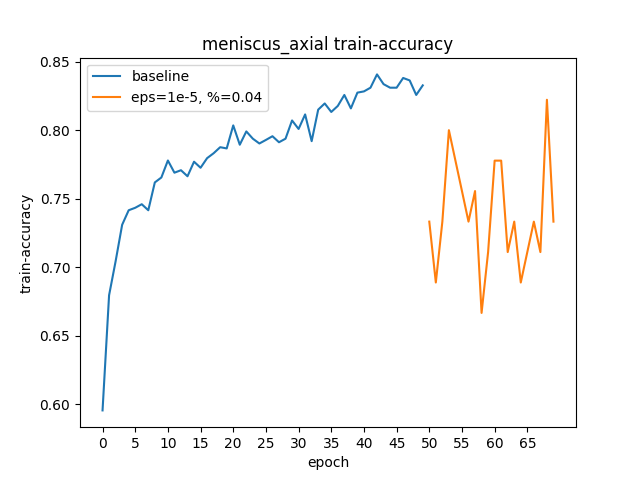 meniscus_axial train-accuracy
baseline
eps=1e-5, %=0.04
train-accuracy
0.85
0.80
0.75
0.70
0.65
0.60
0 5 10 15 20 25 30 35 40 45 50 55 60 65
epoch